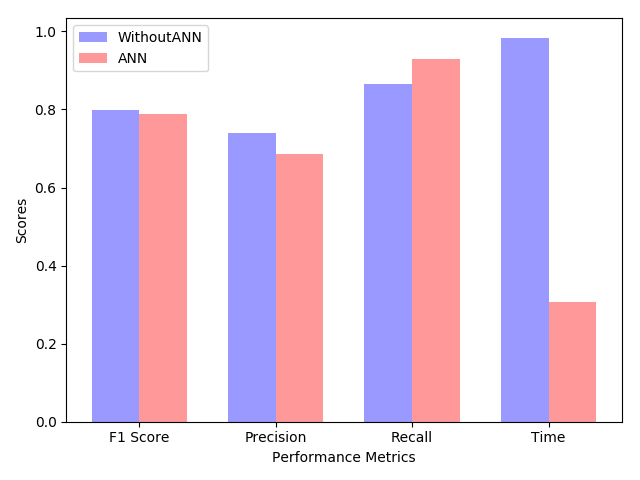 WithoutANN
ANN
1.0
0.8
0.6
0.4
0.2
0.0
Scores
F1 Score
Precision
Recall
Time
Performance Metrics